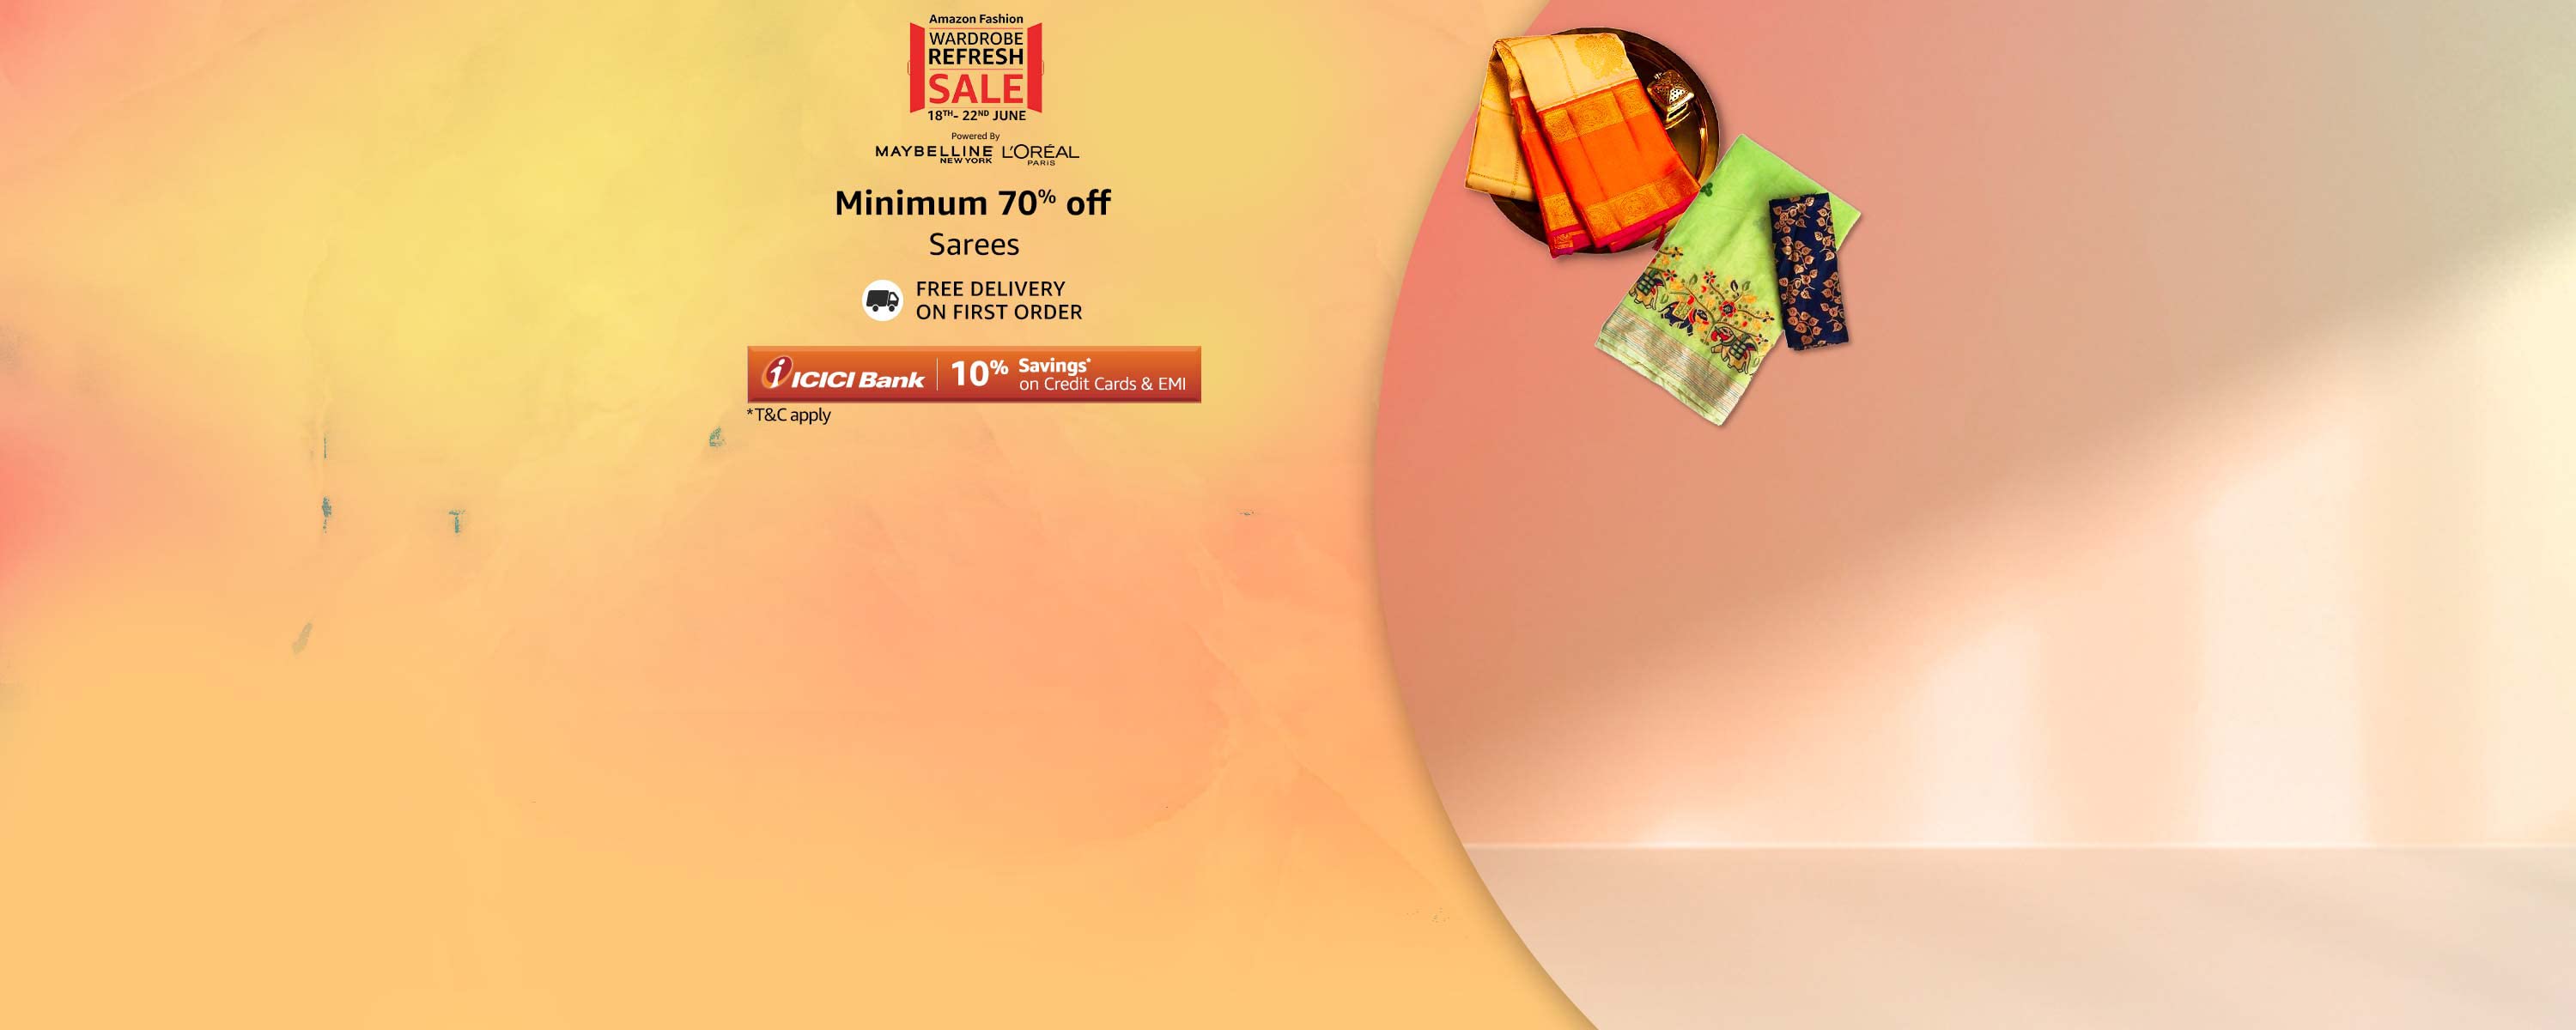 Amazon Fashion
WARDROBE
REFRESH
SALE
18TH- 22ND JUNE
Powered By
MAYBELLINE L'ORÉAL
NEW YORK PARIS
Minimum 70% off
Sarees
FREE DELIVERY
ON FIRST ORDER
i ICICI Bank 10% Savings*
on Credit Cards & EMI
*T&C apply